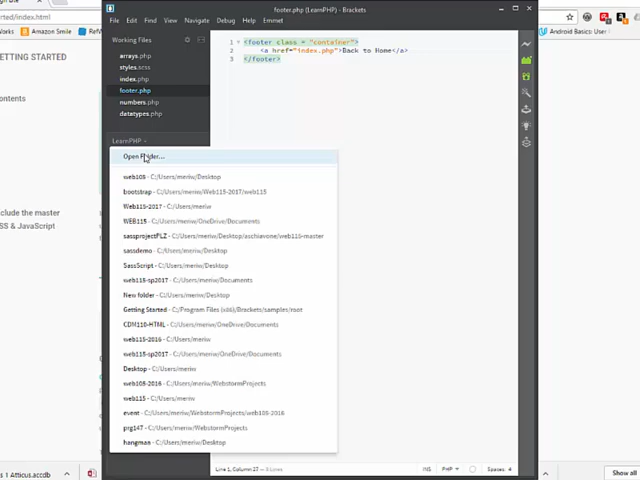 footer.php (LearnPHP) - Brackets
File Edit Find View Navigate Debug Help Emmet
rted/index.html
Amazon
Suntime
Android Basics: User
GETTING STARTED
ontents
clude the master
SS & JavaScript
Working Files
arrays.php
styles.scss
index.php
footer.php
numbers.php
datatypes.php
LearnPHP
1 <footer class = "container">
2 <a href="index.php">Back to Home</a>
3 </footer>
Open Folder...
web105 - C:/Users/meriw/Desktop
bootstrap - C:/Users/meriw/Web115-2017/web115
Web115-2017 - C:/Users/meriw
WEB115 - C:/Users/meriw/OneDrive/Documents
sassprojectFLZ - C:/Users/meriw/Desktop/aschiavone/web115-master
sassdemo - C:/Users/meriw/Desktop
SassScript - C:/Users/meriw/Desktop
web115-sp2017 - C:/Users/meriw/Documents
New folder - C:/Users/meriw/Desktop
Getting Started - C:/Program Files (x86)/Brackets/samples/root
CDM110-HTML - C:/Users/meriw/OneDrive/Documents
web115-2016 - C:/Users/meriw
web115-sp2017 - C:/Users/meriw/OneDrive/Documents
Desktop - C:/Users/meriw
web105-2016 - C:/Users/meriw/WebstormProjects
web115 - C:/Users/meriw
event - C:/Users/meriw/WebstormProjects/web105-2016
prg147 - C:/Users/meriw/WebstormProjects
hangmaa - C:/Users/meriw/Desktop
Line 1, Column 27 — 3 Lines
INS PHP Spaces: 4
1 Atticus.accdb
Show all